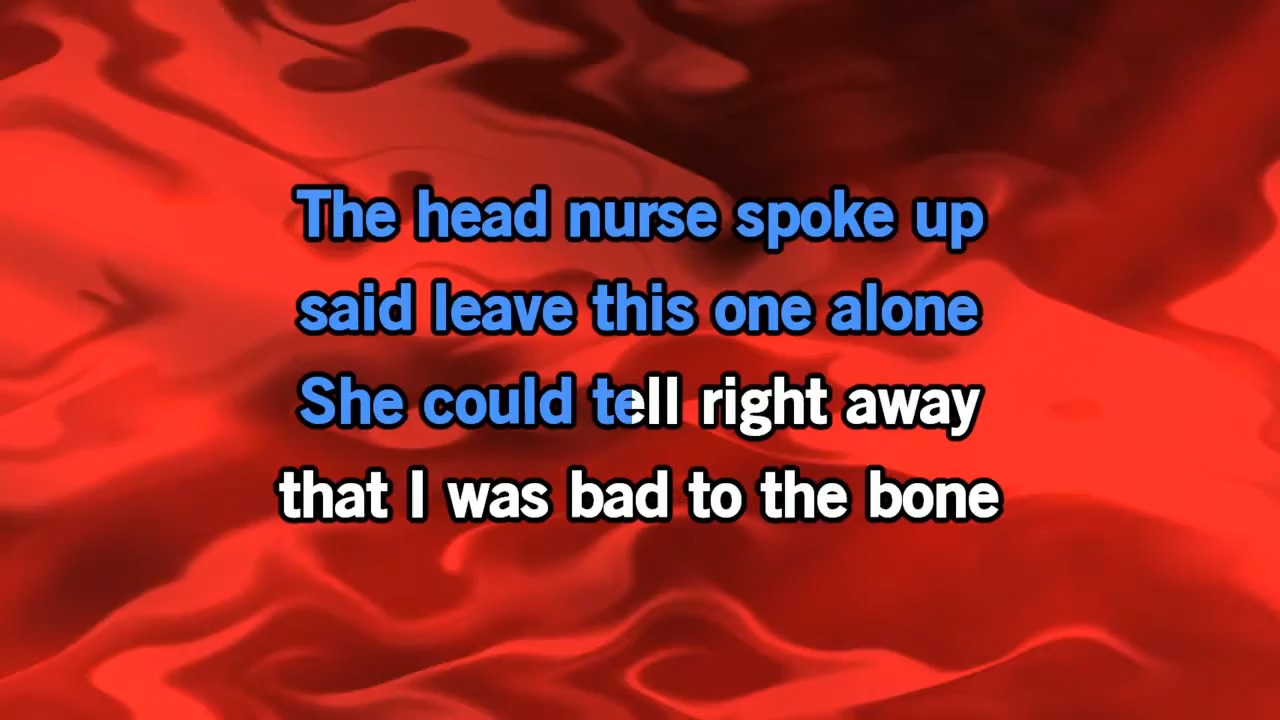 The head nurse spoke up
said leave this one alone
She could tell right away
that I was bad to the bone